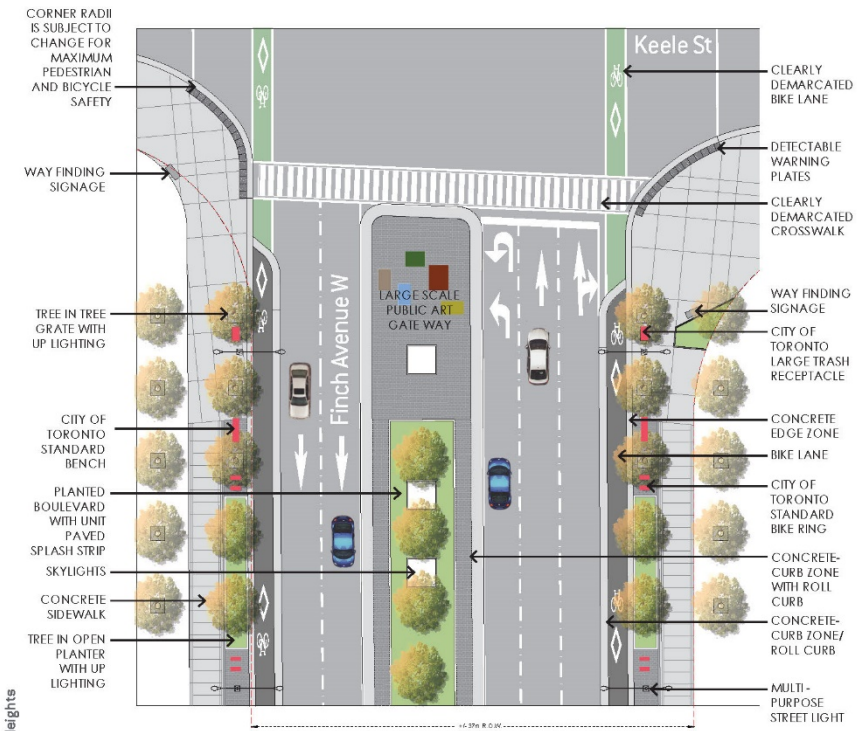 CORNER RADII
IS SUBJECT TO
CHANGE FOR
MAXIMUM
PEDESTRIAN
AND BICYCLE
SAFETY
WAY FINDING
SIGNAGE
TREE IN TREE
GRATE WITH
UP LIGHTING
CITY OF
TORONTO
STANDARD
BENCH
PLANTED
BOULEVARD
WITH UNIT
PAVED
SPLASH STRIP
SKYLIGHTS
CONCRETE
SIDEWALK
TREE IN OPEN
PLANTER
WITH UP
LIGHTING
Keele St
Finch Avenue W
LARGE SCALE
PUBLIC ART
GATE WAY
CLEARLY
DEMARCATED
BIKE LANE
DETECTABLE
WARNING
PLATES
CLEARLY
DEMARCATED
CROSSWALK
WAY FINDING
SIGNAGE
CITY OF
TORONTO
LARGE TRASH
RECEPTACLE
CONCRETE
EDGE ZONE
BIKE LANE
CITY OF
TORONTO
STANDARD
BIKE RING
CONCRETE-
CURB ZONE
WITH ROLL
CURB
CONCRETE-
CURB ZONE/
ROLL CURB
MULTI -
PURPOSE
STREET LIGHT
+/- 37m R.O.W.